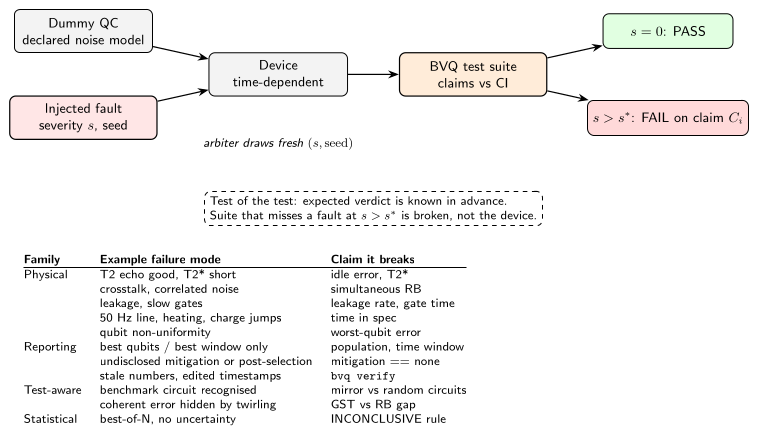 Dummy QC
declared noise model
Injected fault
severity s, seed
Device
time-dependent
BVQ test suite
claims vs CI
s = 0: PASS
s > s*: FAIL on claim Ci
arbiter draws fresh (s, seed)
Test of the test: expected verdict is known in advance.
Suite that misses a fault at s > s* is broken, not the device.
Family Example failure mode Claim it breaks
Physical T2 echo good, T2* short idle error, T2*
crosstalk, correlated noise simultaneous RB
leakage, slow gates leakage rate, gate time
50 Hz line, heating, charge jumps time in spec
qubit non-uniformity worst-qubit error
Reporting best qubits / best window only population, time window
undisclosed mitigation or post-selection mitigation == none
stale numbers, edited timestamps bvq verify
Test-aware benchmark circuit recognised mirror vs random circuits
coherent error hidden by twirling GST vs RB gap
Statistical best-of-N, no uncertainty INCONCLUSIVE rule